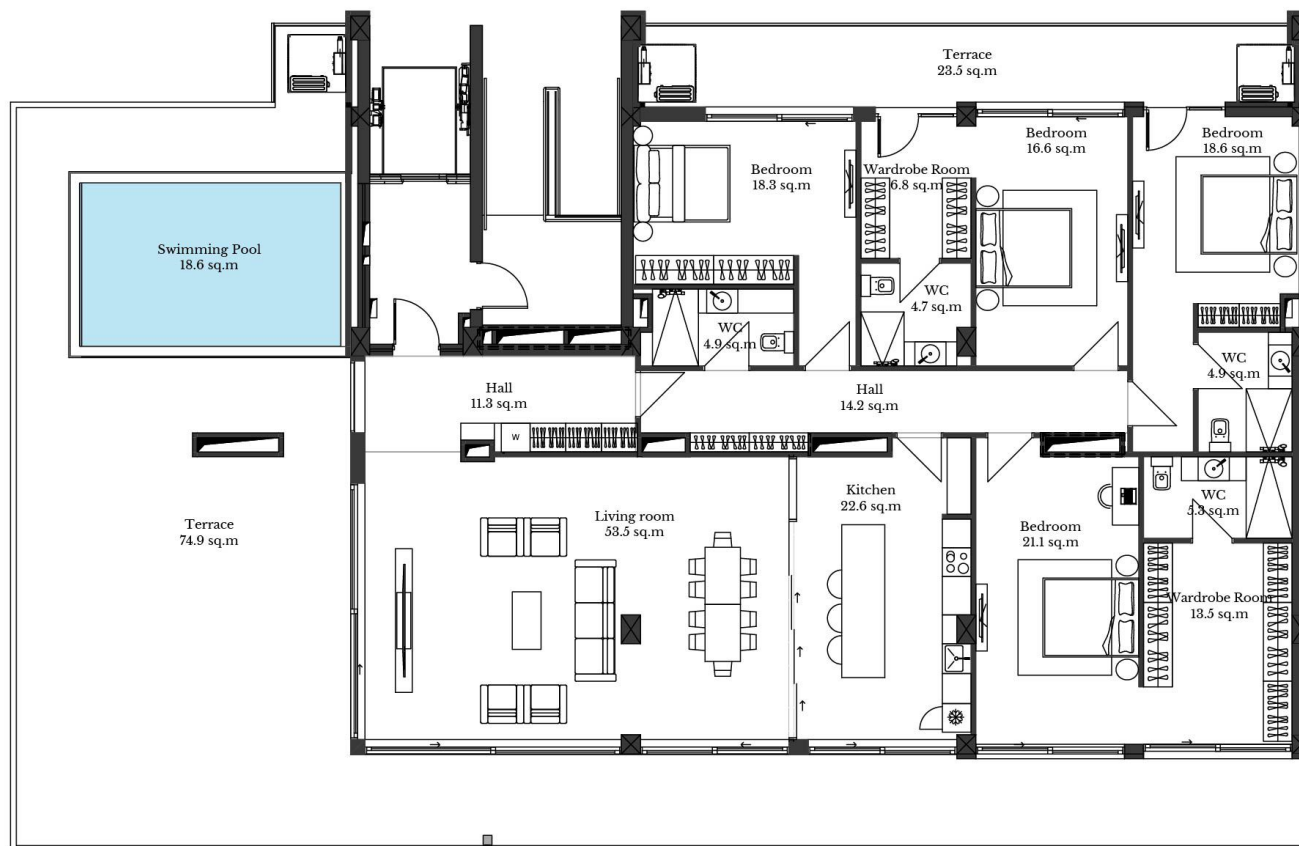 Terrace
23.5 sq.m
Bedroom
16.6 sq.m
Bedroom
18.6 sq.m
Bedroom
18.3 sq.m
Wardrobe Room
6.8 sq.m
Swimming Pool
18.6 sq.m
WC
4.7 sq.m
WC
4.9 sq.m
WC
4.9 sq.m
Hall
11.3 sq.m
Hall
14.2 sq.m
W
Kitchen
22.6 sq.m
WC
5.3 sq.m
Living room
53.5 sq.m
Terrace
74.9 sq.m
Bedroom
21.1 sq.m
Wardrobe Room
13.5 sq.m